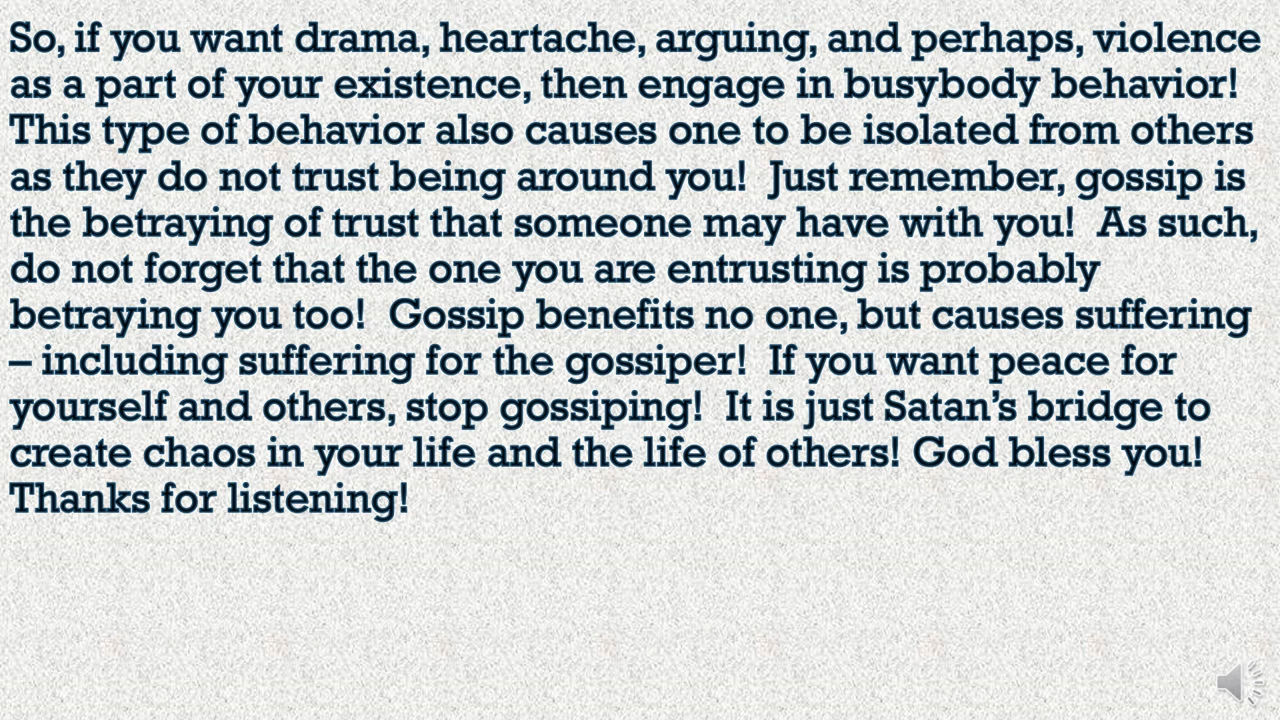 So, if you want drama, heartache, arguing, and perhaps, violence
as a part of your existence, then engage in busybody behavior!
This type of behavior also causes one to be isolated from others
as they do not trust being around you!  Just remember, gossip is
the betraying of trust that someone may have with you!  As such,
do not forget that the one you are entrusting is probably
betraying you too!  Gossip benefits no one, but causes suffering
– including suffering for the gossiper!  If you want peace for
yourself and others, stop gossiping!  It is just Satan’s bridge to
create chaos in your life and the life of others! God bless you!
Thanks for listening!